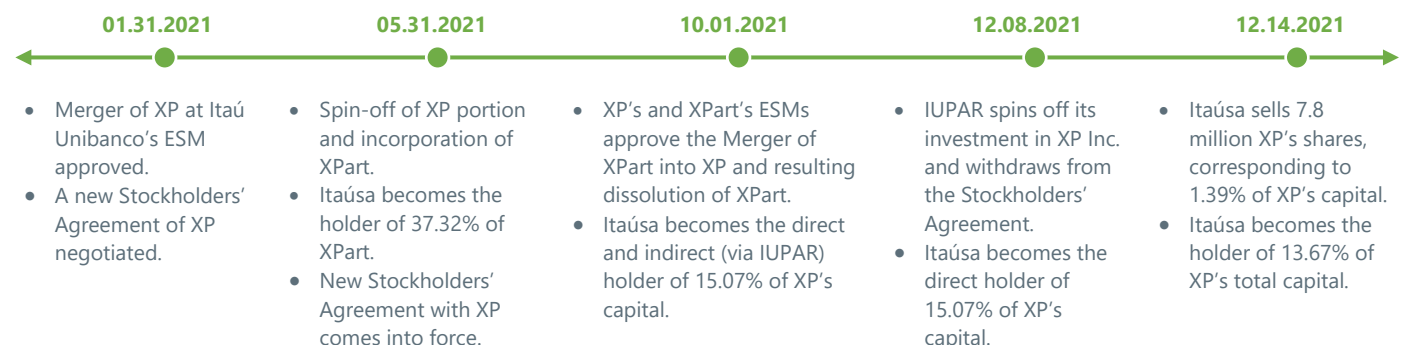 01.31.2021
05.31.2021
10.01.2021
12.08.2021
12.14.2021
• Merger of XP at Itaú
Unibanco's ESM
approved.
• A new Stockholders'
Agreement of XP
negotiated.
• Spin-off of XP portion
and incorporation of
XPart.
• Itaúsa becomes the
holder of 37.32% of
XPart.
• New Stockholders'
Agreement with XP
comes into force.
• XP's and XPart's ESMs
approve the Merger of
XPart into XP and resulting
dissolution of XPart.
• Itaúsa becomes the direct
and indirect (via IUPAR)
holder of 15.07% of XP's
capital.
• IUPAR spins off its
investment in XP Inc.
and withdraws from
the Stockholders'
Agreement.
• Itaúsa becomes the
direct holder of
15.07% of XP's
capital.
• Itaúsa sells 7.8
million XP's shares,
corresponding to
1.39% of XP's capital.
• Itaúsa becomes the
holder of 13.67% of
XP's total capital.